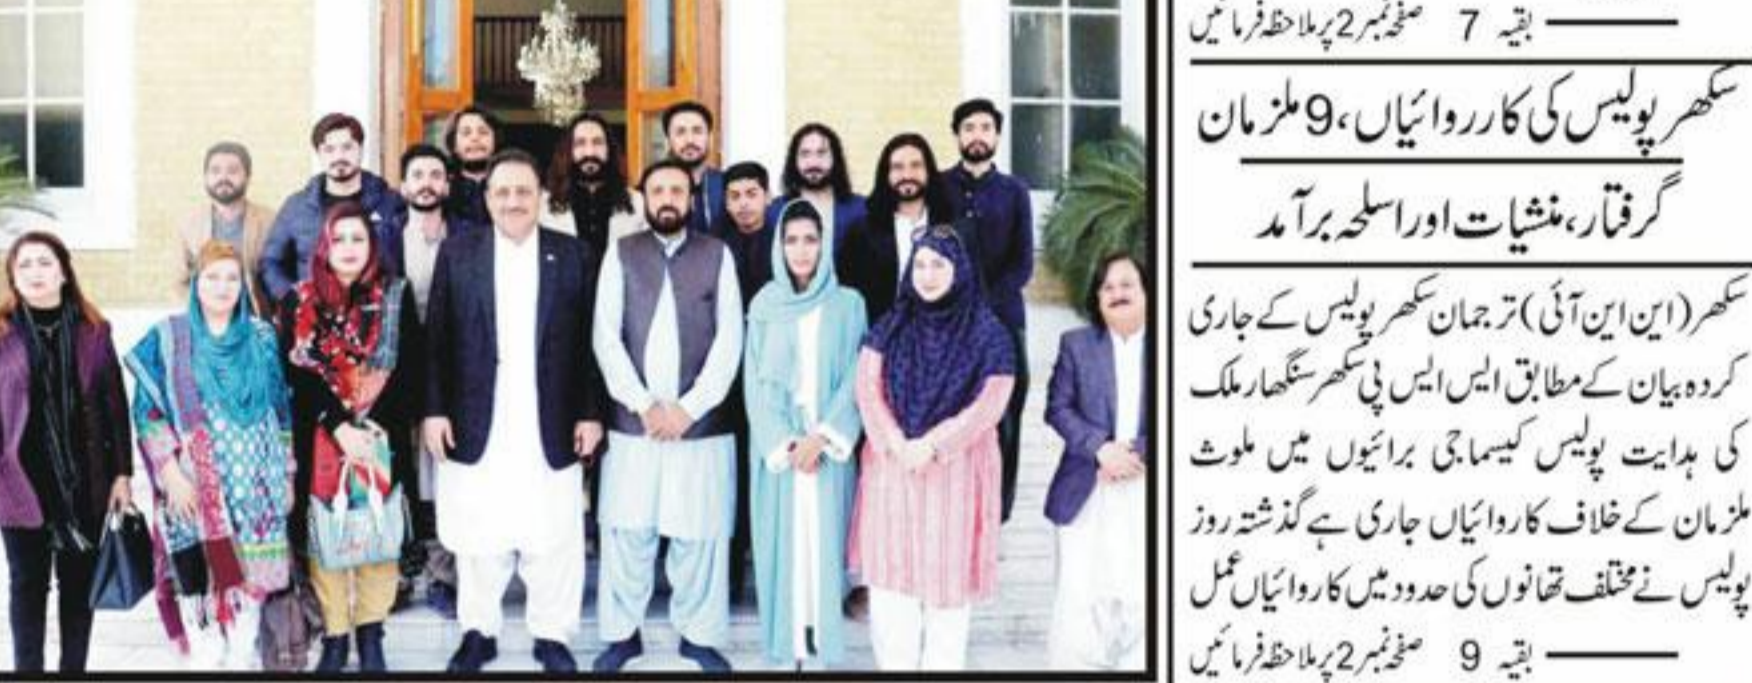 بقیہ 7 صفحہ نمبر 2 پر ملاحظہ فرمائیں
سکھر پولیس کی کارروائیاں، 9 ملزمان
گرفتار، منشیات اور اسلحہ برآمد
سکھر (این این آئی) ترجمان سکھر پولیس کے جاری
کردہ بیان کے مطابق ایس ایس پی سکھر سنگھار ملک
کی ہدایت پولیس کیسماجی برائیوں میں ملوث
ملزمان کے خلاف کاروائیاں جاری ہے گذشتہ روز
پولیس نے مختلف تھانوں کی حدود میں کاروائیاں عمل
بقیہ 9 صفحہ نمبر 2 پر ملاحظہ فرمائیں